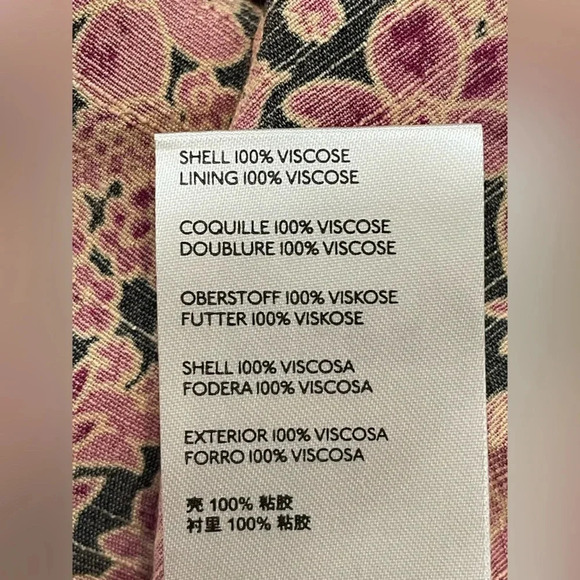 SHELL 100% VISCOSE
LINING 100% VISCOSE
COQUILLE 100% VISCOSE
DOUBLURE 100% VISCOSE
OBERSTOFF 100% VISKOSE
FUTTER 100% VISKOSE
SHELL 100% VISCOSA
FODERA 100% VISCOSA
EXTERIOR 100% VISCOSA
FORRO 100% VISCOSA
壳 100% 粘胶
衬里 100% 粘胶